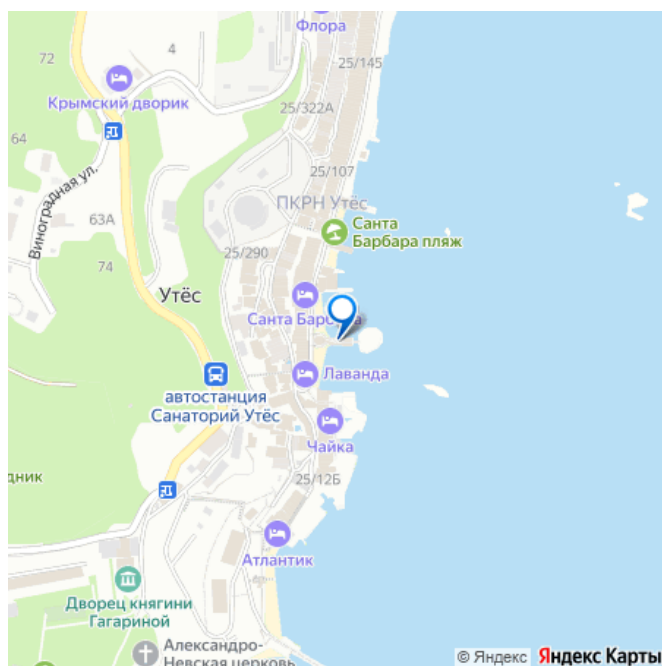 Флора
4
25/145
72
Крымский дворик
25/322А
64
25/107
Виноградная ул.
ПКРН Утёс
63А
Санта
Барбара пляж
25/290
74
Утёс
Санта Барбара
Лаванда
автостанция
Санаторий Утёс
Чайка
дник
25/12Б
Атлантик
Дворец княгини
Гагариной
Александро-
Невская церковь
© Яндекс Яндекс Карты